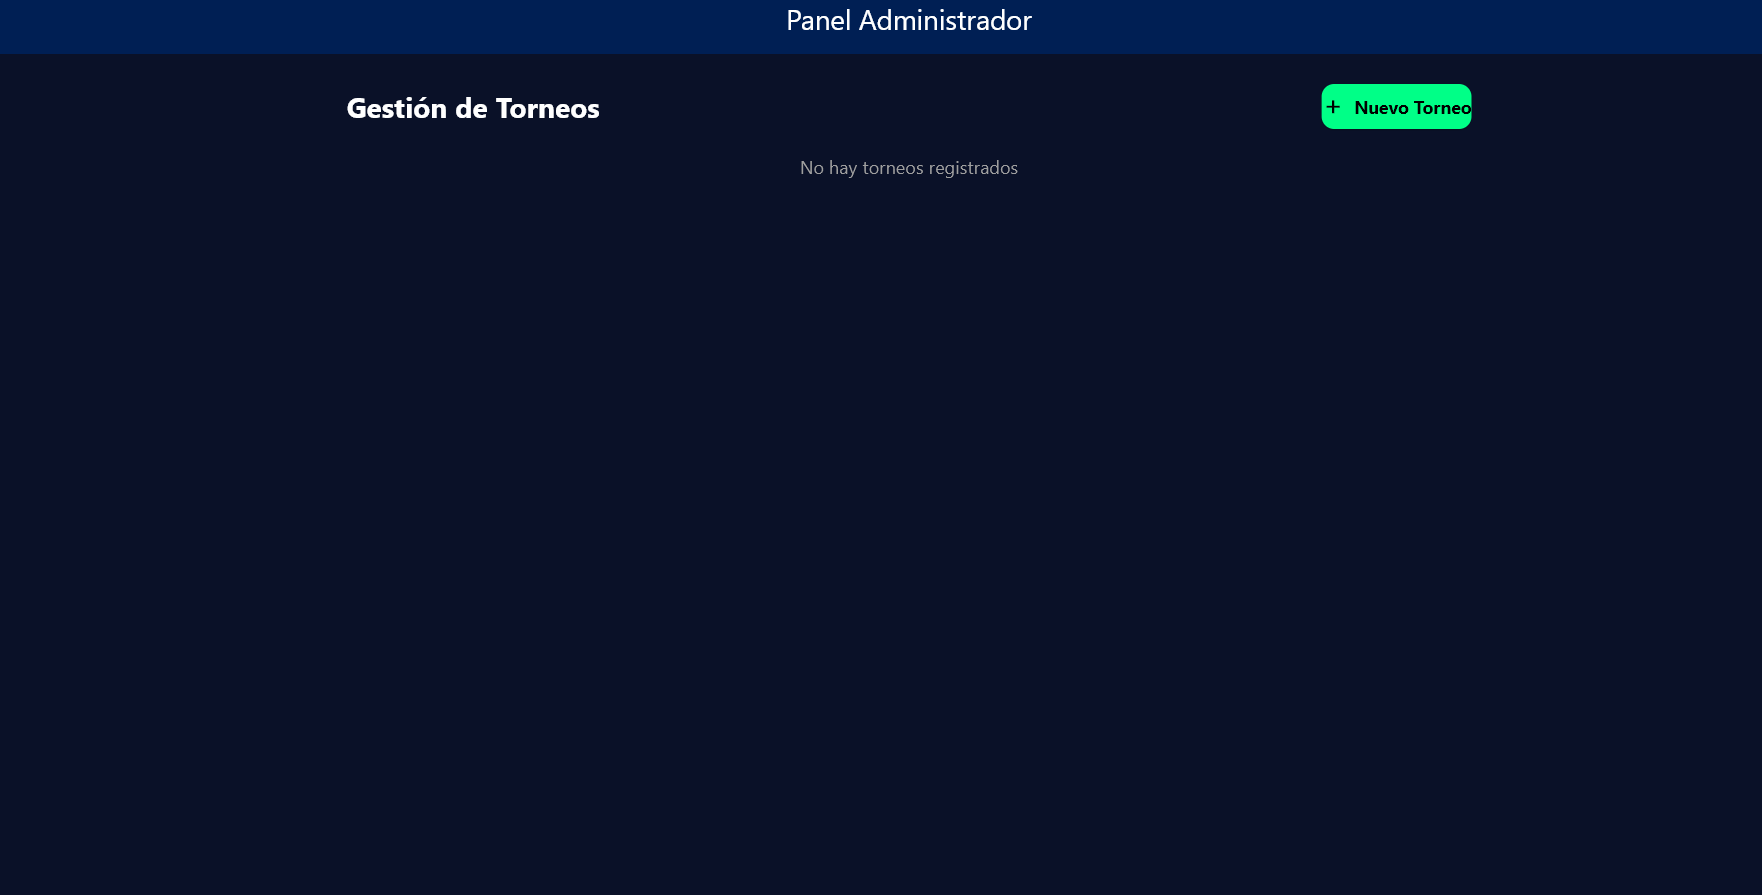 Panel Administrador
Gestión de Torneos
+ Nuevo Torneo
No hay torneos registrados